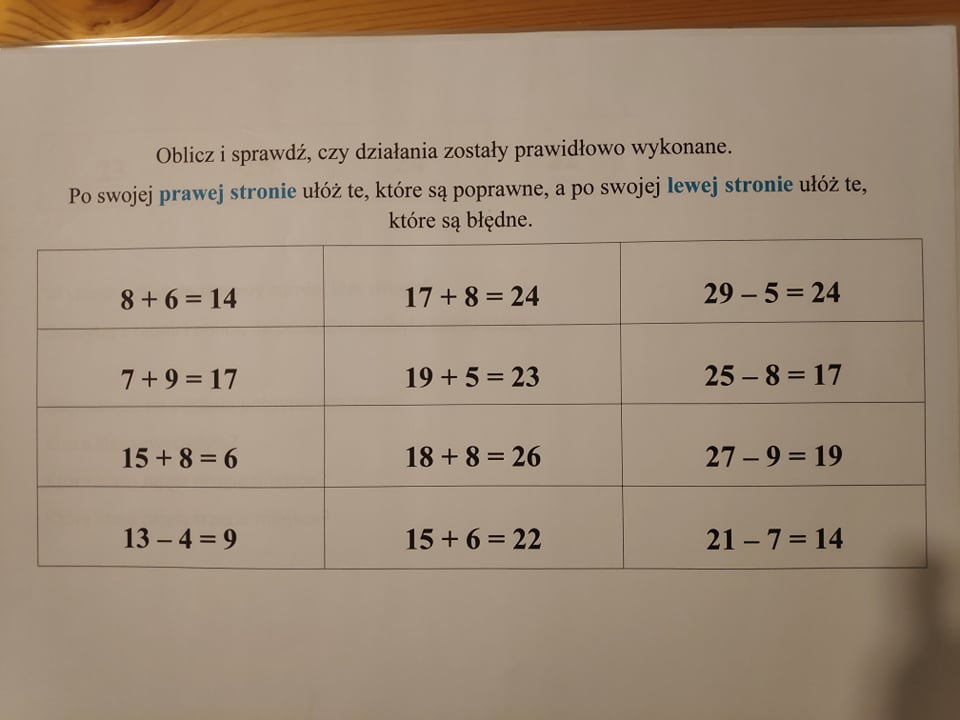 Oblicz i sprawdź, czy działania zostały prawidłowo wykonane.
Po swojej prawej stronie ułóż te, które są poprawne, a po swojej lewej stronie ułóż te,
które są błędne.
8 + 6 = 14 17 + 8 = 24 29 – 5 = 24
7 + 9 = 17 19 + 5 = 23 25 – 8 = 17
15 + 8 = 6 18 + 8 = 26 27 – 9 = 19
13 – 4 = 9 15 + 6 = 22 21 – 7 = 14